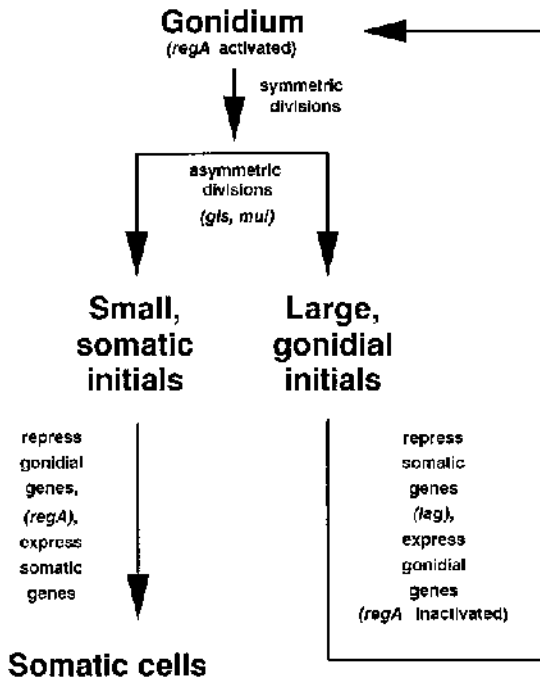 Gonidium
(regA activated)
symmetric
divisions
asymmetric
divisions
(gls, mul)
Small,
somatic
initials
Large,
gonidial
initials
repress
gonidial
genes,
(regA),
express
somatic
genes
repress
somatic
genes
(lag),
express
gonidial
genes
(regA inactivated)
Somatic cells